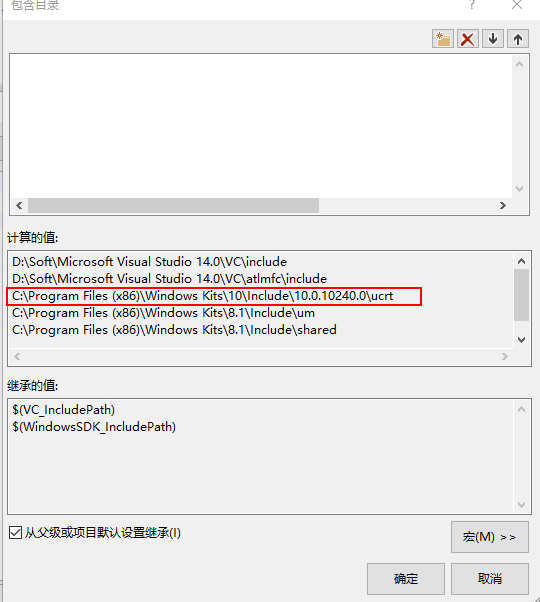 包含目录
?
计算的值:
D:\Soft\Microsoft Visual Studio 14.0\VC\include
D:\Soft\Microsoft Visual Studio 14.0\VC\atlmfc\include
C:\Program Files (x86)\Windows Kits\10\Include\10.0.10240.0\ucrt
C:\Program Files (x86)\Windows Kits\8.1\Include\um
C:\Program Files (x86)\Windows Kits\8.1\Include\shared
继承的值:
$(VC_IncludePath)
$(WindowsSDK_IncludePath)
从父级或项目默认设置继承(I)
宏(M) >>
确定
取消